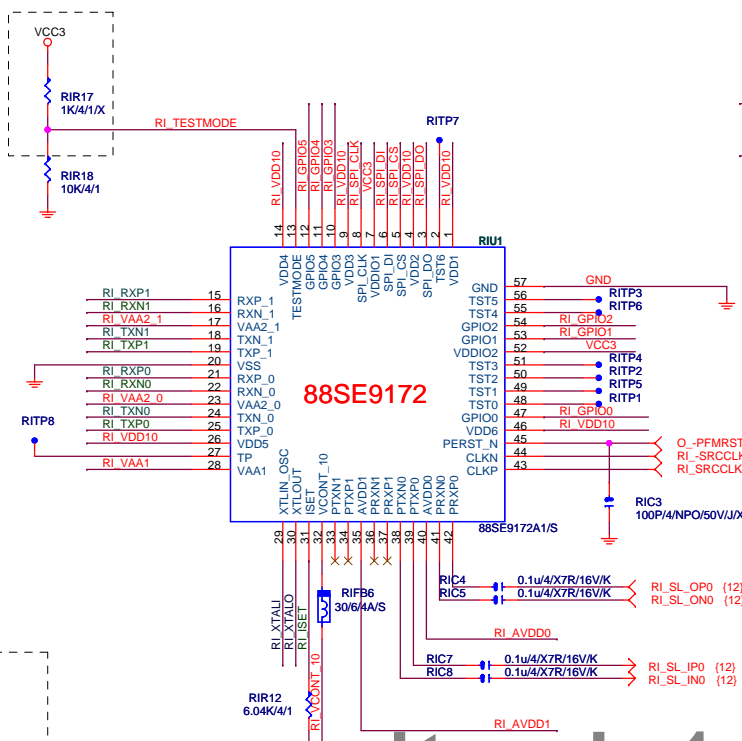 VCC3
RIR17
1K/4/1/X
RI_TESTMODE
RIR18
10K/4/1
RITP7
RI_VDD10
RI_GPIO5
RI_GPIO4
RI_GPIO3
RI_VDD10
RI_SPI_CLK
VCC3
RI_SPI_DI
RI_SPI_CS
RI_VDD10
RI_SPI_DO
RI_VDD10
14
13
12
11
10
9
8
7
6
5
4
3
2
1
RIU1
VDD4
TESTMODE
GPIO5
GPIO4
GPIO3
VDD3
SPI_CLK
VDDIO1
SPI_DI
SPI_CS
VDD2
SPI_DO
TST6
VDD1
RI_RXP1 15 RXP_1
RI_RXN1 16 RXN_1
RI_VAA2_1 17 VAA2_1
RI_TXN1 18 TXN_1
RI_TXP1 19 TXP_1
20 VSS
RI_RXP0 21 RXP_0
RI_RXN0 22 RXN_0
RI_VAA2_0 23 VAA2_0
RI_TXN0 24 TXN_0
RI_TXP0 25 TXP_0
RITP8
RI_VDD10 26 VDD5
27 TP
RI_VAA1 28 VAA1
88SE9172
GND 57 GND
TST5 56 RITP3
TST4 55 RITP6
GPIO2 54 RI_GPIO2
GPIO1 53 RI_GPIO1
VDDIO2 52 VCC3
TST3 51 RITP4
TST2 50 RITP2
TST1 49 RITP5
TST0 48 RITP1
GPIO0 47 RI_GPIO0
VDD6 46 RI_VDD10
PERST_N 45 O_-PFMRST
CLKN 44 RI_-SRCCLK
CLKP 43 RI_SRCCLK
RIC3
100P/4/NPO/50V/J/X
XTLIN_OSC
XTLOUT
ISET
VCONT_10
PTXN1
PTXP1
AVDD1
PRXN1
PRXP1
PTXN0
PTXP0
AVDD0
PRXN0
PRXP0
88SE9172A1/S
29
30
31
32
33
34
35
36
37
38
39
40
41
42
RI_XTALI
RI_XTALO
RI_ISET
RI_VCONT_10
RIFB6
30/6/4A/S
RIR12
6.04K/4/1
RIC4 0.1u/4/X7R/16V/K RI_SL_OP0 {12}
RIC5 0.1u/4/X7R/16V/K RI_SL_ON0 {12
RI_AVDD0
RIC7 0.1u/4/X7R/16V/K RI_SL_IP0 {12}
RIC8 0.1u/4/X7R/16V/K RI_SL_IN0 {12}
RI_AVDD1